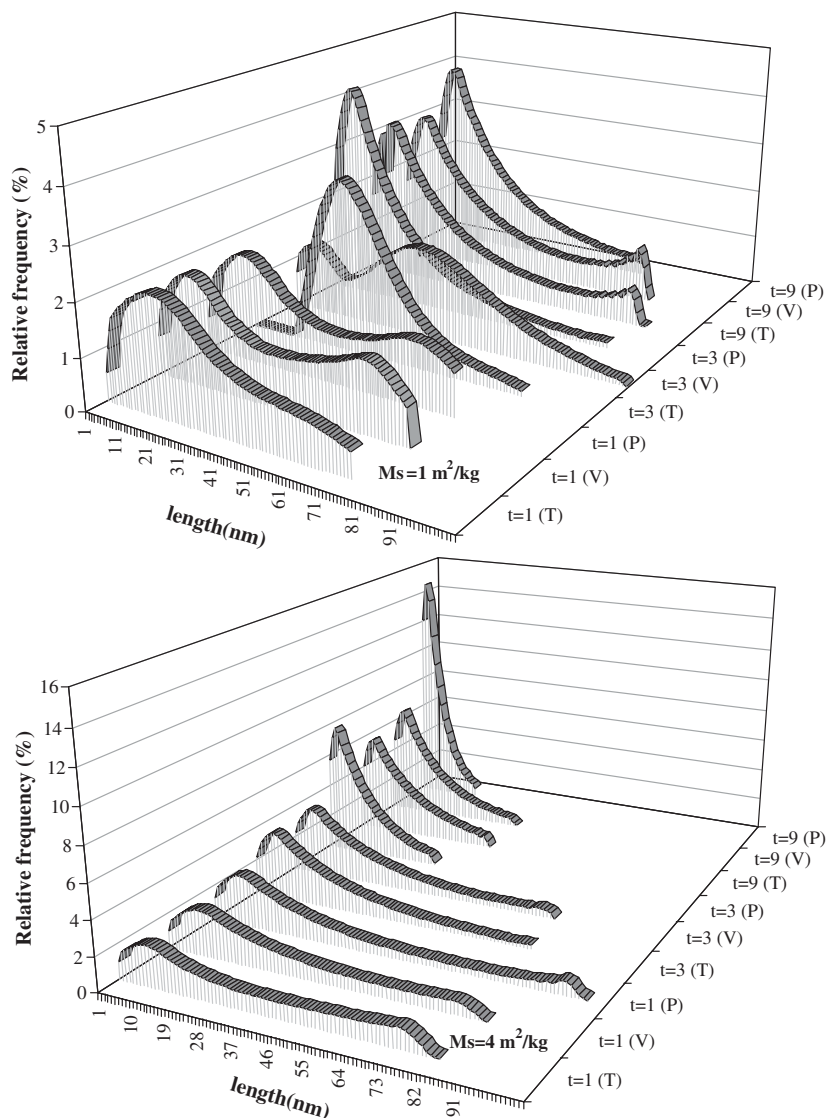 5
4
3
2
1
0
Relative frequency (%)
1
11
21
31
41
51
61
71
81
91
length(nm)
Ms=1 m²/kg
t=1 (T)
t=1 (V)
t=1 (P)
t=3 (T)
t=3 (V)
t=3 (P)
t=9 (T)
t=9 (V)
t=9 (P)
16
14
12
10
8
6
4
2
0
Relative frequency (%)
1
10
19
28
37
46
55
64
73
82
91
length(nm)
Ms=4 m²/kg
t=1 (T)
t=1 (V)
t=1 (P)
t=3 (T)
t=3 (V)
t=3 (P)
t=9 (T)
t=9 (V)
t=9 (P)